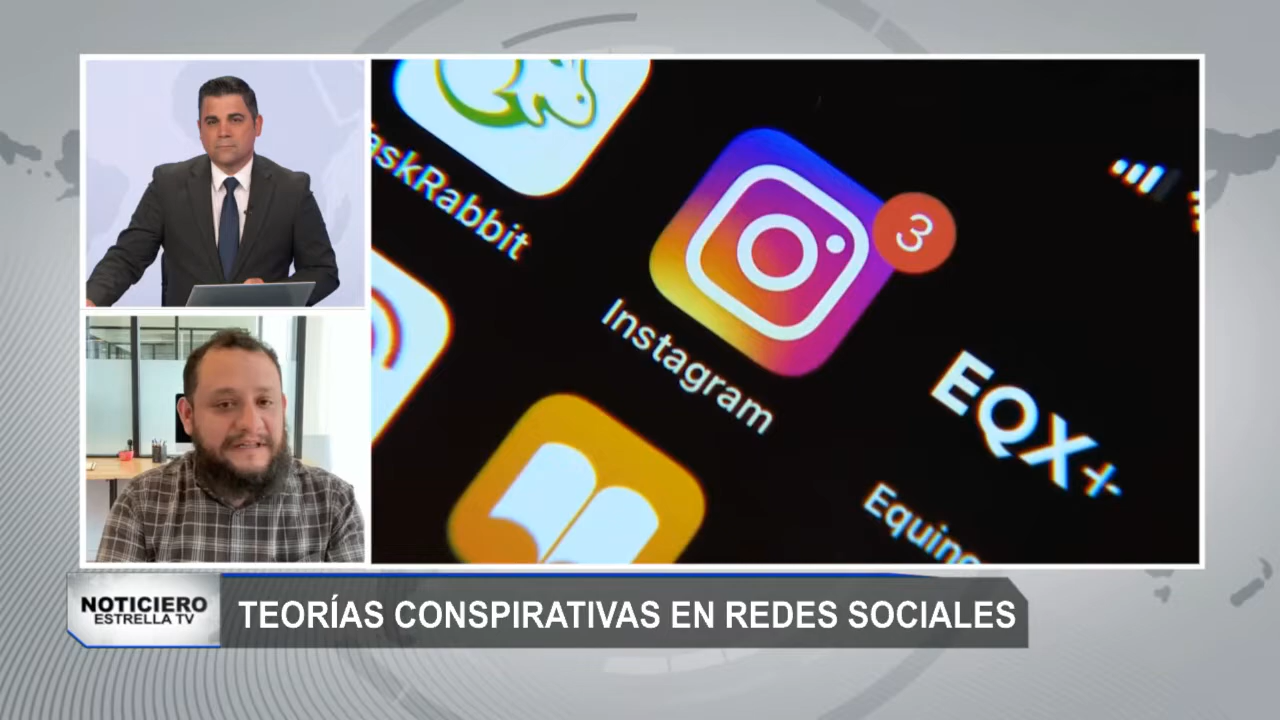 askRabbit
3
Instagram
EQX+
Equino
NOTICIERO
ESTRELLA TV
TEORÍAS CONSPIRATIVAS EN REDES SOCIALES